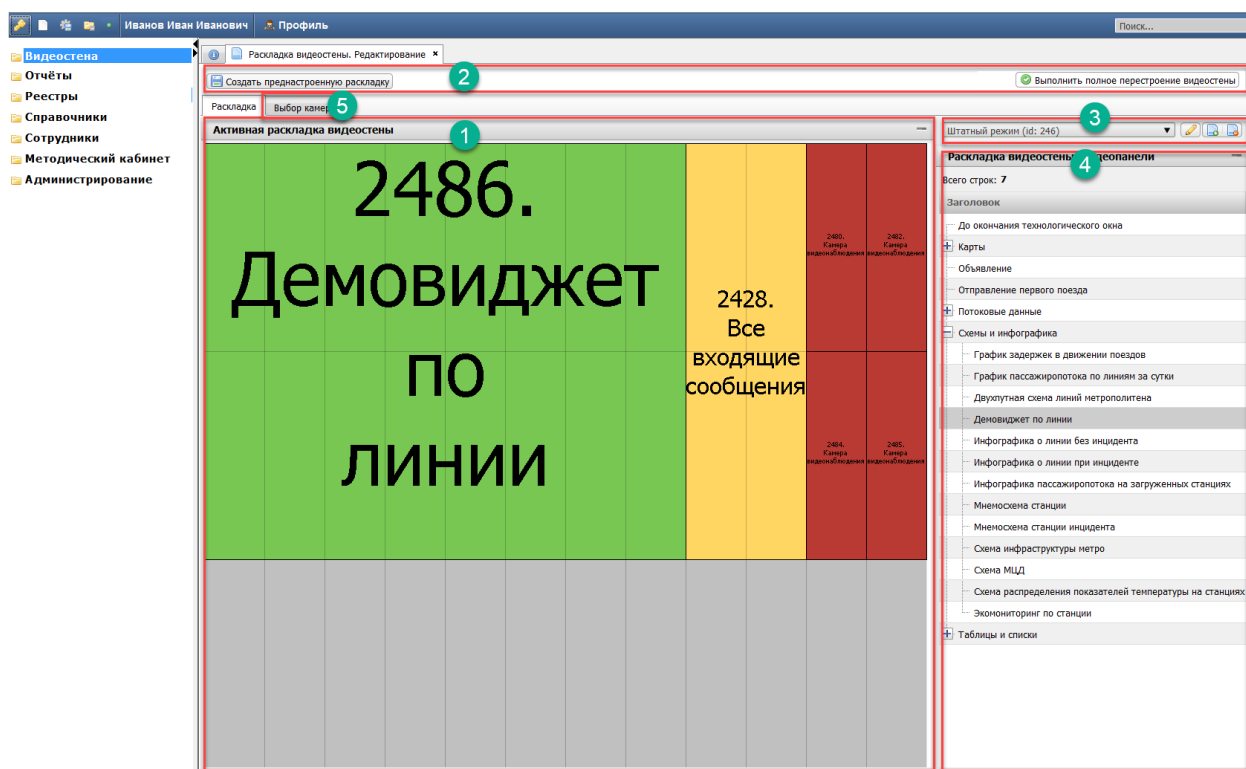 Иванов Иван Иванович Профиль Поиск...
Видеостена
Отчёты
Реестры
Справочники
Сотрудники
Методический кабинет
Администрирование
Раскладка видеостены. Редактирование ×
Создать преднастроенную раскладку
2
Выполнить полное перестроение видеостены
Раскладка
Выбор камер
5
Активная раскладка видеостены
1
2486.
Демовиджет
по
линии
2428.
Все
входящие
сообщения
2480.
Камера
видеонаблюдения
2482.
Камера
видеонаблюдения
2484.
Камера
видеонаблюдения
2485.
Камера
видеонаблюдения
3
Штатный режим (id: 246)
Раскладка видеостены
4
Всего строк: 7
Заголовок
До окончания технологического окна
Карты
Объявление
Отправление первого поезда
Потоковые данные
Схемы и инфографика
График задержек в движении поездов
График пассажиропотока по линиям за сутки
Двухпутная схема линий метрополитена
Демовиджет по линии
Инфографика о линии без инцидента
Инфографика о линии при инциденте
Инфографика пассажиропотока на загруженных станциях
Мнемосхема станции
Мнемосхема станции инцидента
Схема инфраструктуры метро
Схема МЦД
Схема распределения показателей температуры на станциях
Экомониторинг по станции
Таблицы и списки